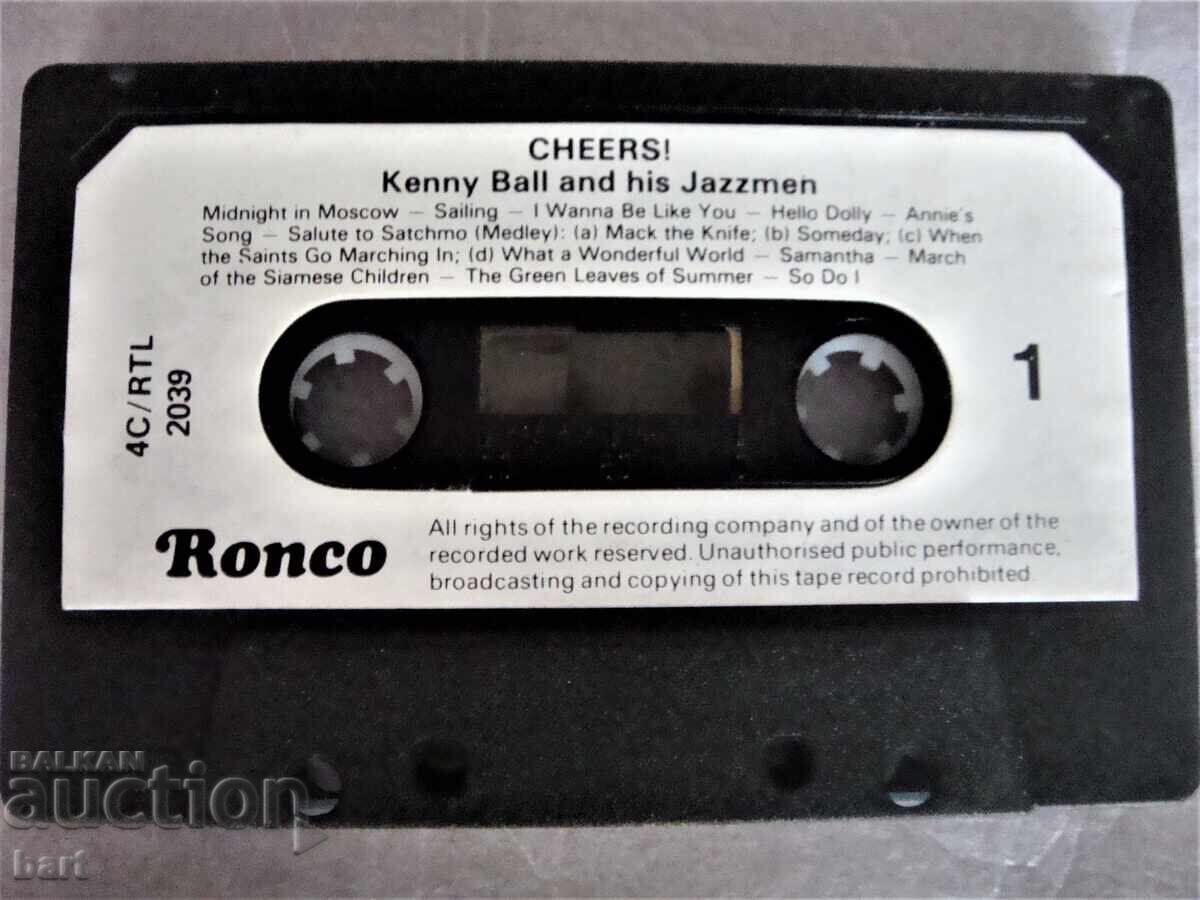 CHEERS!
Kenny Ball and his Jazzmen
Midnight in Moscow – Sailing – I Wanna Be Like You – Hello Dolly – Annie's
Song – Salute to Satchmo (Medley): (a) Mack the Knife; (b) Someday; (c) When
the Saints Go Marching In; (d) What a Wonderful World – Samantha – March
of the Siamese Children – The Green Leaves of Summer – So Do I
4C/RTL
2039
1
Ronco
All rights of the recording company and of the owner of the
recorded work reserved. Unauthorised public performance,
broadcasting and copying of this tape record prohibited.
BALKAN
auction
bart